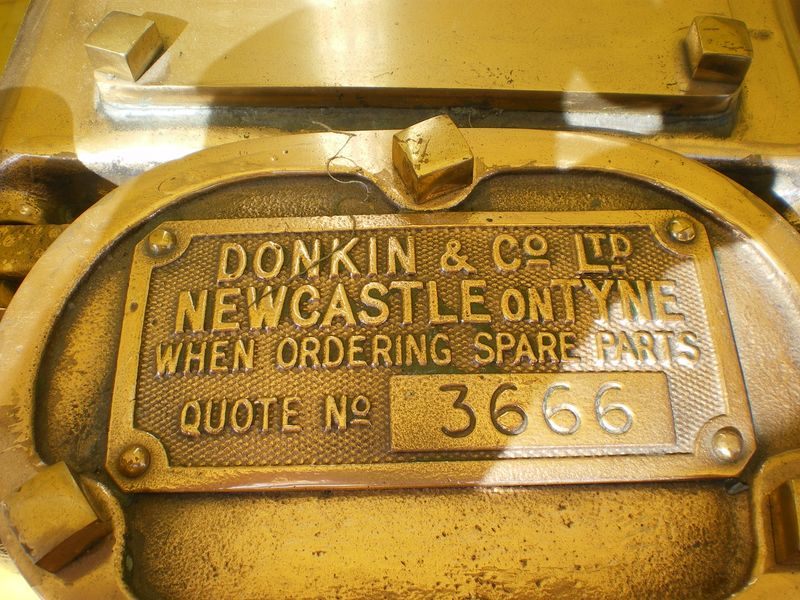 DONKIN & Cº LTD
NEWCASTLE ON TYNE
WHEN ORDERING SPARE PARTS
QUOTE Nº 3666